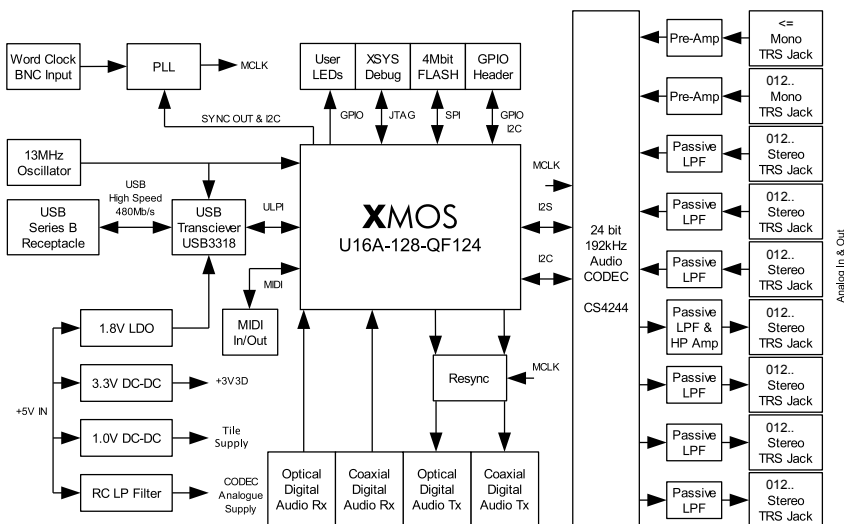 Word Clock
BNC Input
PLL
MCLK
User
LEDs
XSYS
Debug
4Mbit
FLASH
GPIO
Header
SYNC OUT & I2C
GPIO
JTAG
SPI
GPIO
I2C
13MHz
Oscillator
USB
High Speed
480Mb/s
USB
Series B
Receptacle
USB
Transciever
USB3318
ULPI
XMOS
U16A-128-QF124
MIDI
MIDI
In/Out
MCLK
I2S
I2C
24 bit
192kHz
Audio
CODEC
CS4244
+5V IN
1.8V LDO
3.3V DC-DC
+3V3D
1.0V DC-DC
Tile
Supply
RC LP Filter
CODEC
Analogue
Supply
Resync
MCLK
Optical
Digital
Audio Rx
Coaxial
Digital
Audio Rx
Optical
Digital
Audio Tx
Coaxial
Digital
Audio Tx
Pre-Amp
<=
Mono
TRS Jack
Pre-Amp
012..
Mono
TRS Jack
Passive
LPF
012..
Stereo
TRS Jack
Passive
LPF
012..
Stereo
TRS Jack
Passive
LPF
012..
Stereo
TRS Jack
Passive
LPF &
HP Amp
012..
Stereo
TRS Jack
Passive
LPF
012..
Stereo
TRS Jack
Passive
LPF
012..
Stereo
TRS Jack
Passive
LPF
012..
Stereo
TRS Jack
Analog In & Out